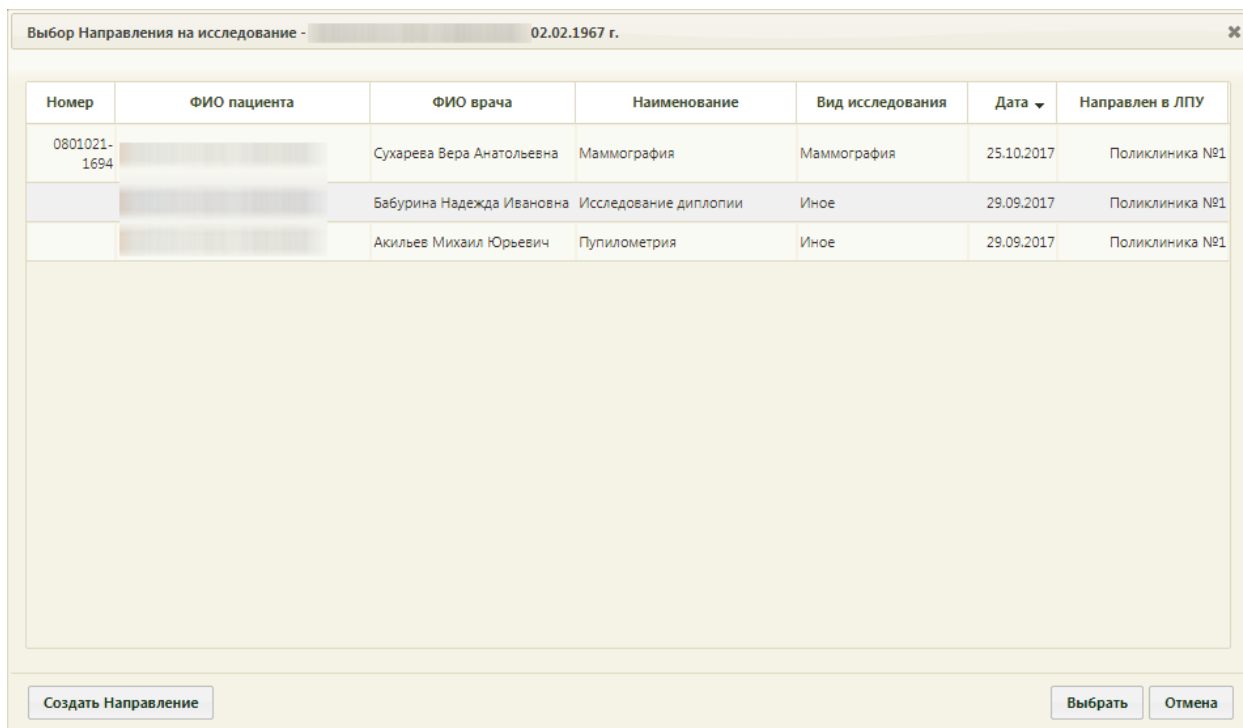 Выбор Направления на исследование - 02.02.1967 г.
Номер ФИО пациента ФИО врача Наименование Вид исследования Дата Направлен в ЛПУ
0801021-
1694 Сухарева Вера Анатольевна Маммография Маммография 25.10.2017 Поликлиника №1
Бабурина Надежда Ивановна Исследование диплопии Иное 29.09.2017 Поликлиника №1
Акильев Михаил Юрьевич Пупилометрия Иное 29.09.2017 Поликлиника №1
Создать Направление Выбрать Отмена